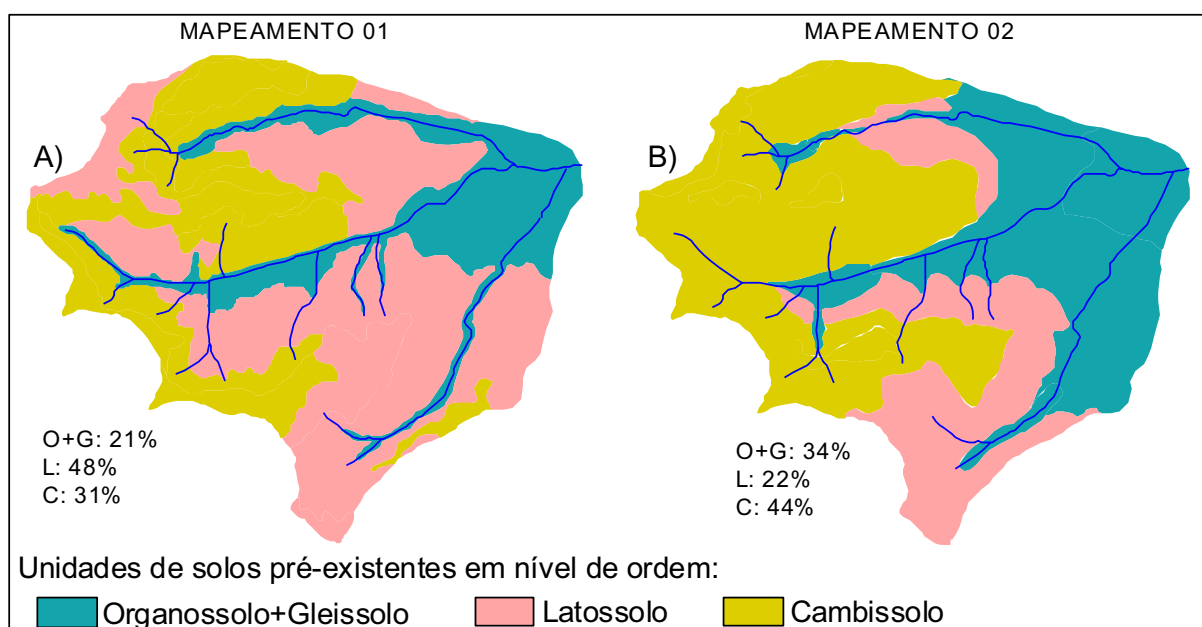 MAPEAMENTO 01
MAPEAMENTO 02
A)
B)
O+G: 21%
L: 48%
C: 31%
O+G: 34%
L: 22%
C: 44%
Unidades de solos pré-existentes em nível de ordem:
Organossolo+Gleissolo Latossolo Cambissolo